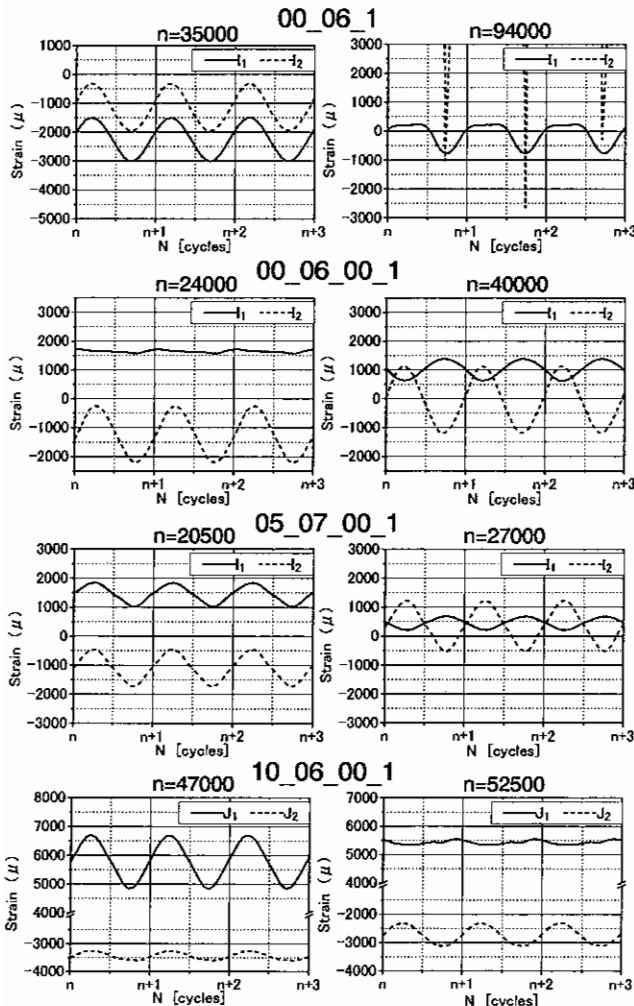 00_06_1
n=35000
n=94000
I₁ I₂
I₁ I₂
Strain (μ)
1000
0
-1000
-2000
-3000
-4000
-5000
n n+1 n+2 n+3
N [cycles]
Strain (μ)
3000
2000
1000
0
-1000
-2000
-3000
n n+1 n+2 n+3
N [cycles]
00_06_00_1
n=24000
n=40000
I₁ I₂
I₁ I₂
Strain (μ)
3000
2000
1000
0
-1000
-2000
n n+1 n+2 n+3
N [cycles]
Strain (μ)
3000
2000
1000
0
-1000
-2000
n n+1 n+2 n+3
N [cycles]
05_07_00_1
n=20500
n=27000
I₁ I₂
I₁ I₂
Strain (μ)
3000
2000
1000
0
-1000
-2000
-3000
n n+1 n+2 n+3
N [cycles]
Strain (μ)
3000
2000
1000
0
-1000
-2000
-3000
n n+1 n+2 n+3
N [cycles]
10_06_00_1
n=47000
n=52500
J₁ J₂
J₁ J₂
Strain (μ)
8000
7000
6000
5000
4000
-3000
-4000
n n+1 n+2 n+3
N [cycles]
Strain (μ)
7000
6000
5000
4000
-2000
-3000
-4000
n n+1 n+2 n+3
N [cycles]